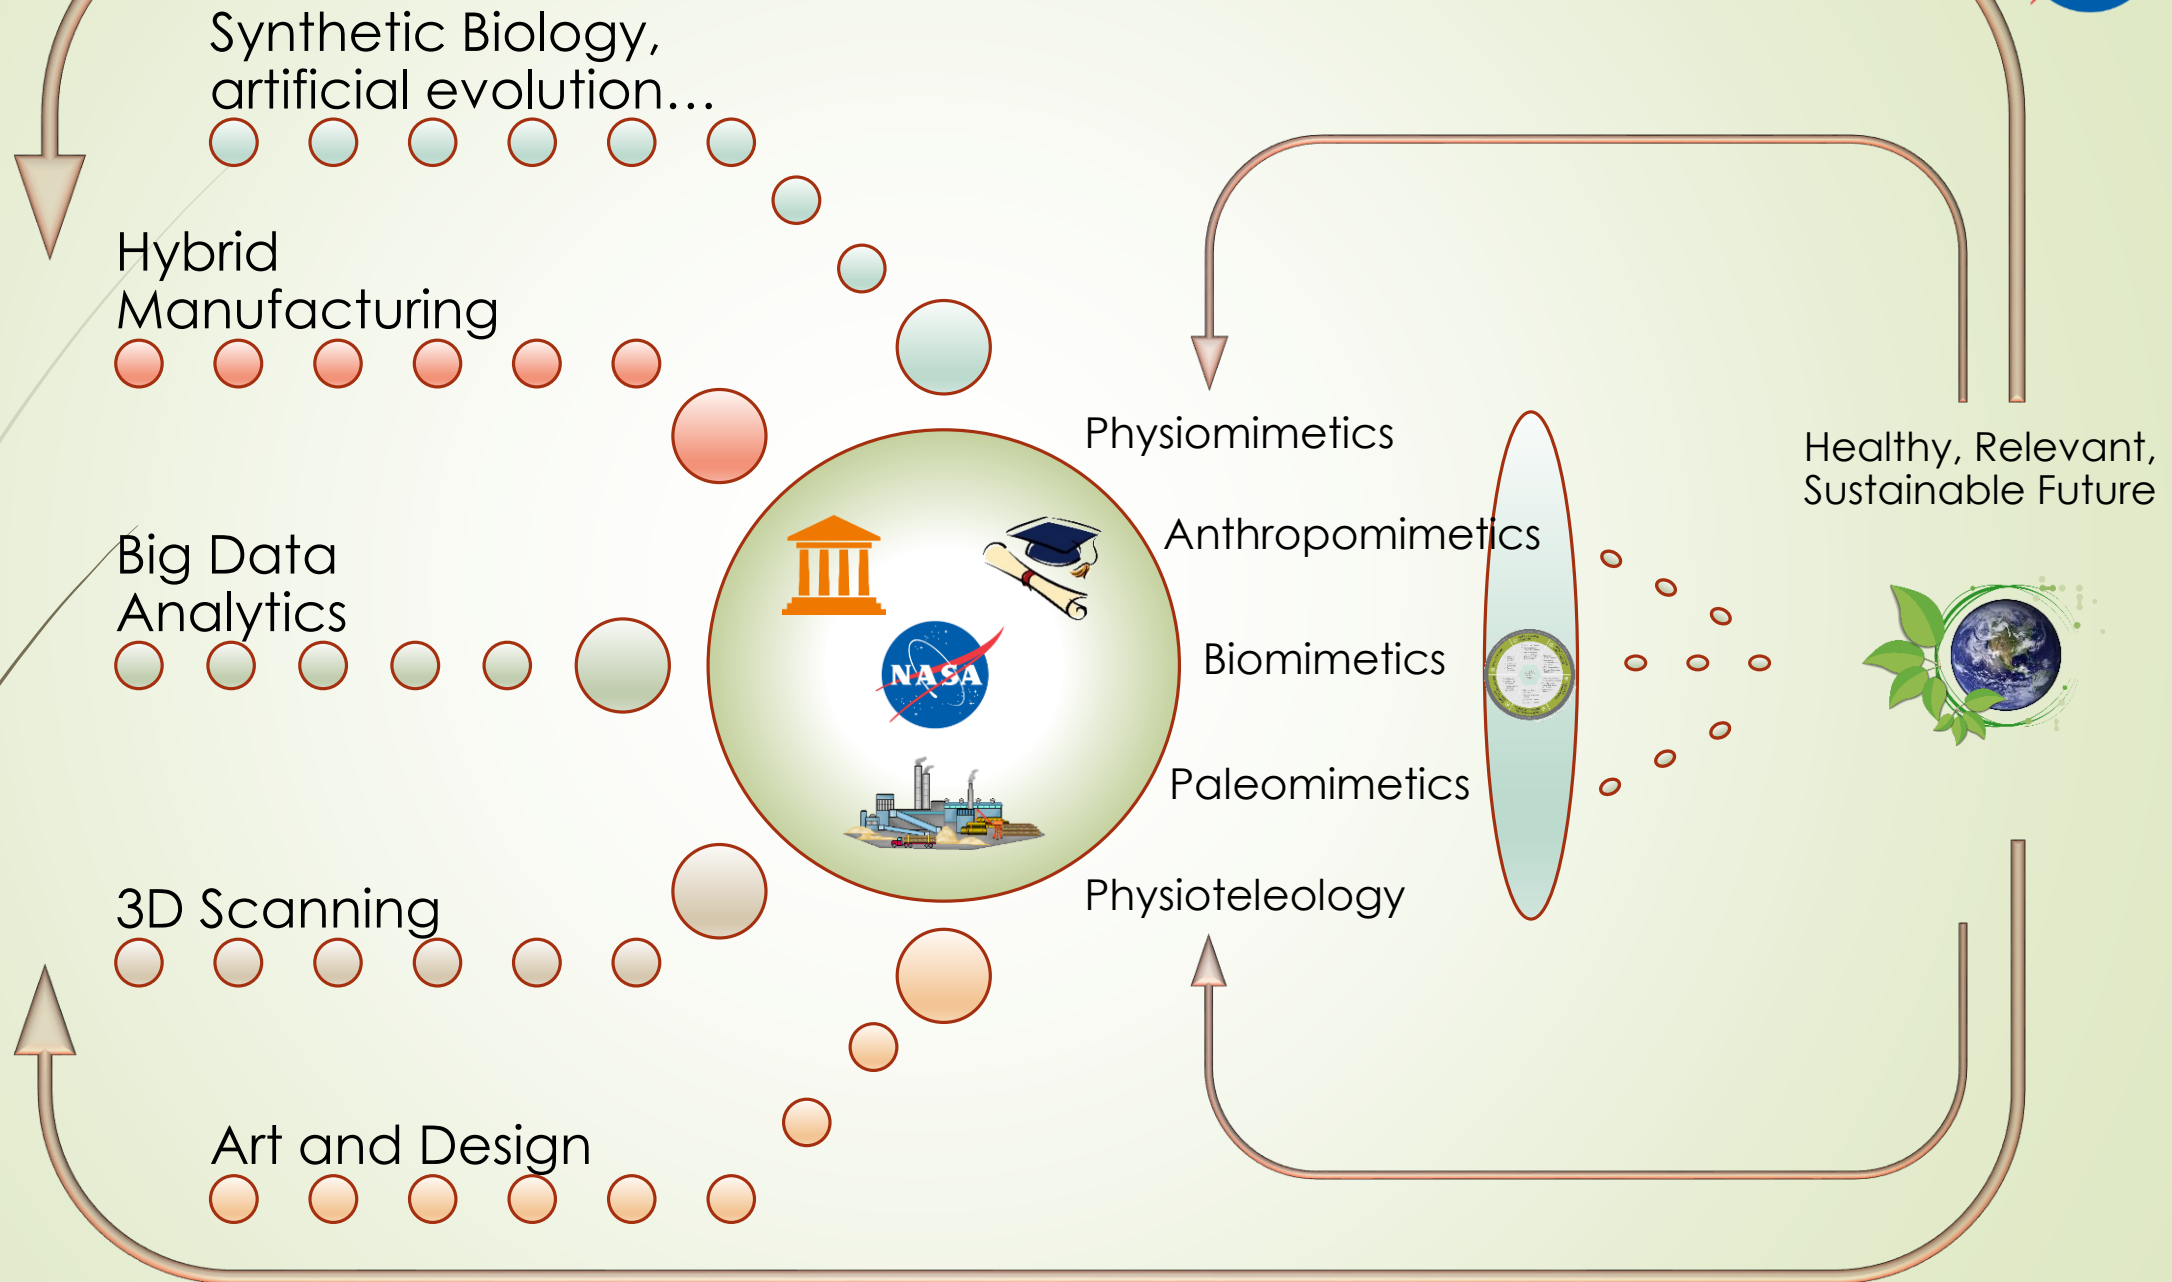 Synthetic Biology,
artificial evolution…
Hybrid
Manufacturing
Big Data
Analytics
3D Scanning
Art and Design
NASA
Physiomimetics
Anthropomimetics
Biomimetics
Paleomimetics
Physioteleology
Healthy, Relevant,
Sustainable Future